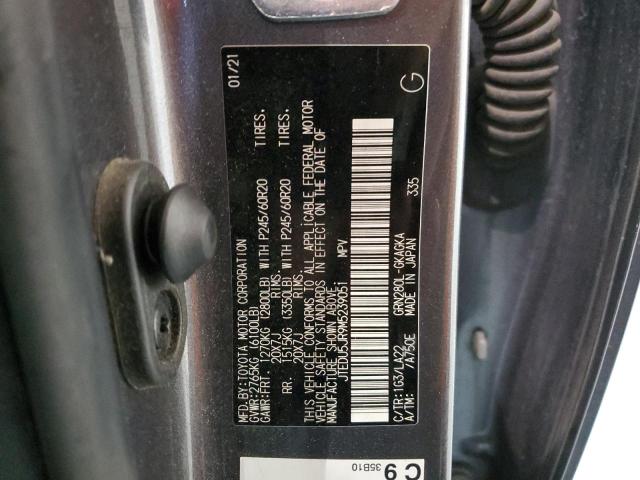 MFD.BY:TOYOTA MOTOR CORPORATION 01/21
GVWR:2765KG (6100LB)
GAWR:FRT. 1270KG (2800LB) WITH P245/60R20 TIRES.
20X7J RIMS.
RR. 1515KG (3350LB) WITH P245/60R20 TIRES.
20X7J RIMS.
THIS VEHICLE CONFORMS TO ALL APPLICABLE FEDERAL MOTOR
VEHICLE SAFETY STANDARDS IN EFFECT ON THE DATE OF
MANUFACTURE SHOWN ABOVE.
JTEDU5JR9M5239051 MPV
C/TR:1G3/LA22 GRN280L-GKAGKA
A/TM: /A750E MADE IN JAPAN 335 G
C9
35B10